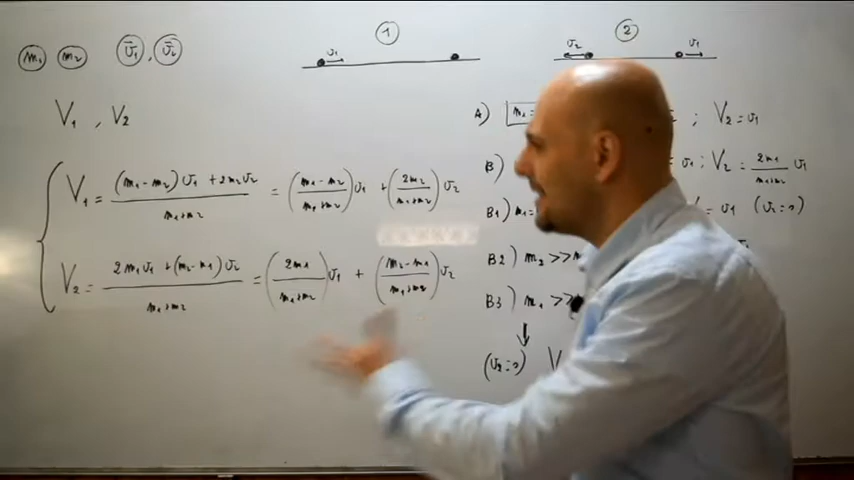 m₁ m₂ v̄₁ , v̄₂
V₁ , V₂
V₁ = (m₁-m₂)v₁ + 2m₂v₂ / m₁+m₂ = (m₁-m₂ / m₁+m₂)v₁ + (2m₂ / m₁+m₂)v₂
V₂ = 2m₁v₁ + (m₂-m₁)v₂ / m₁+m₂ = (2m₁ / m₁+m₂)v₁ + (m₂-m₁ / m₁+m₂)v₂
1
v₁
2
v₂ v₁
A) ; V₂ = v₁
B) v₁ ; V₂ = 2m₁ / m₁+m₂ v₁
B1) = v₁ (v₂=0)
B2) m₂ >>
B3) m₁ >>
(v₂=0) V